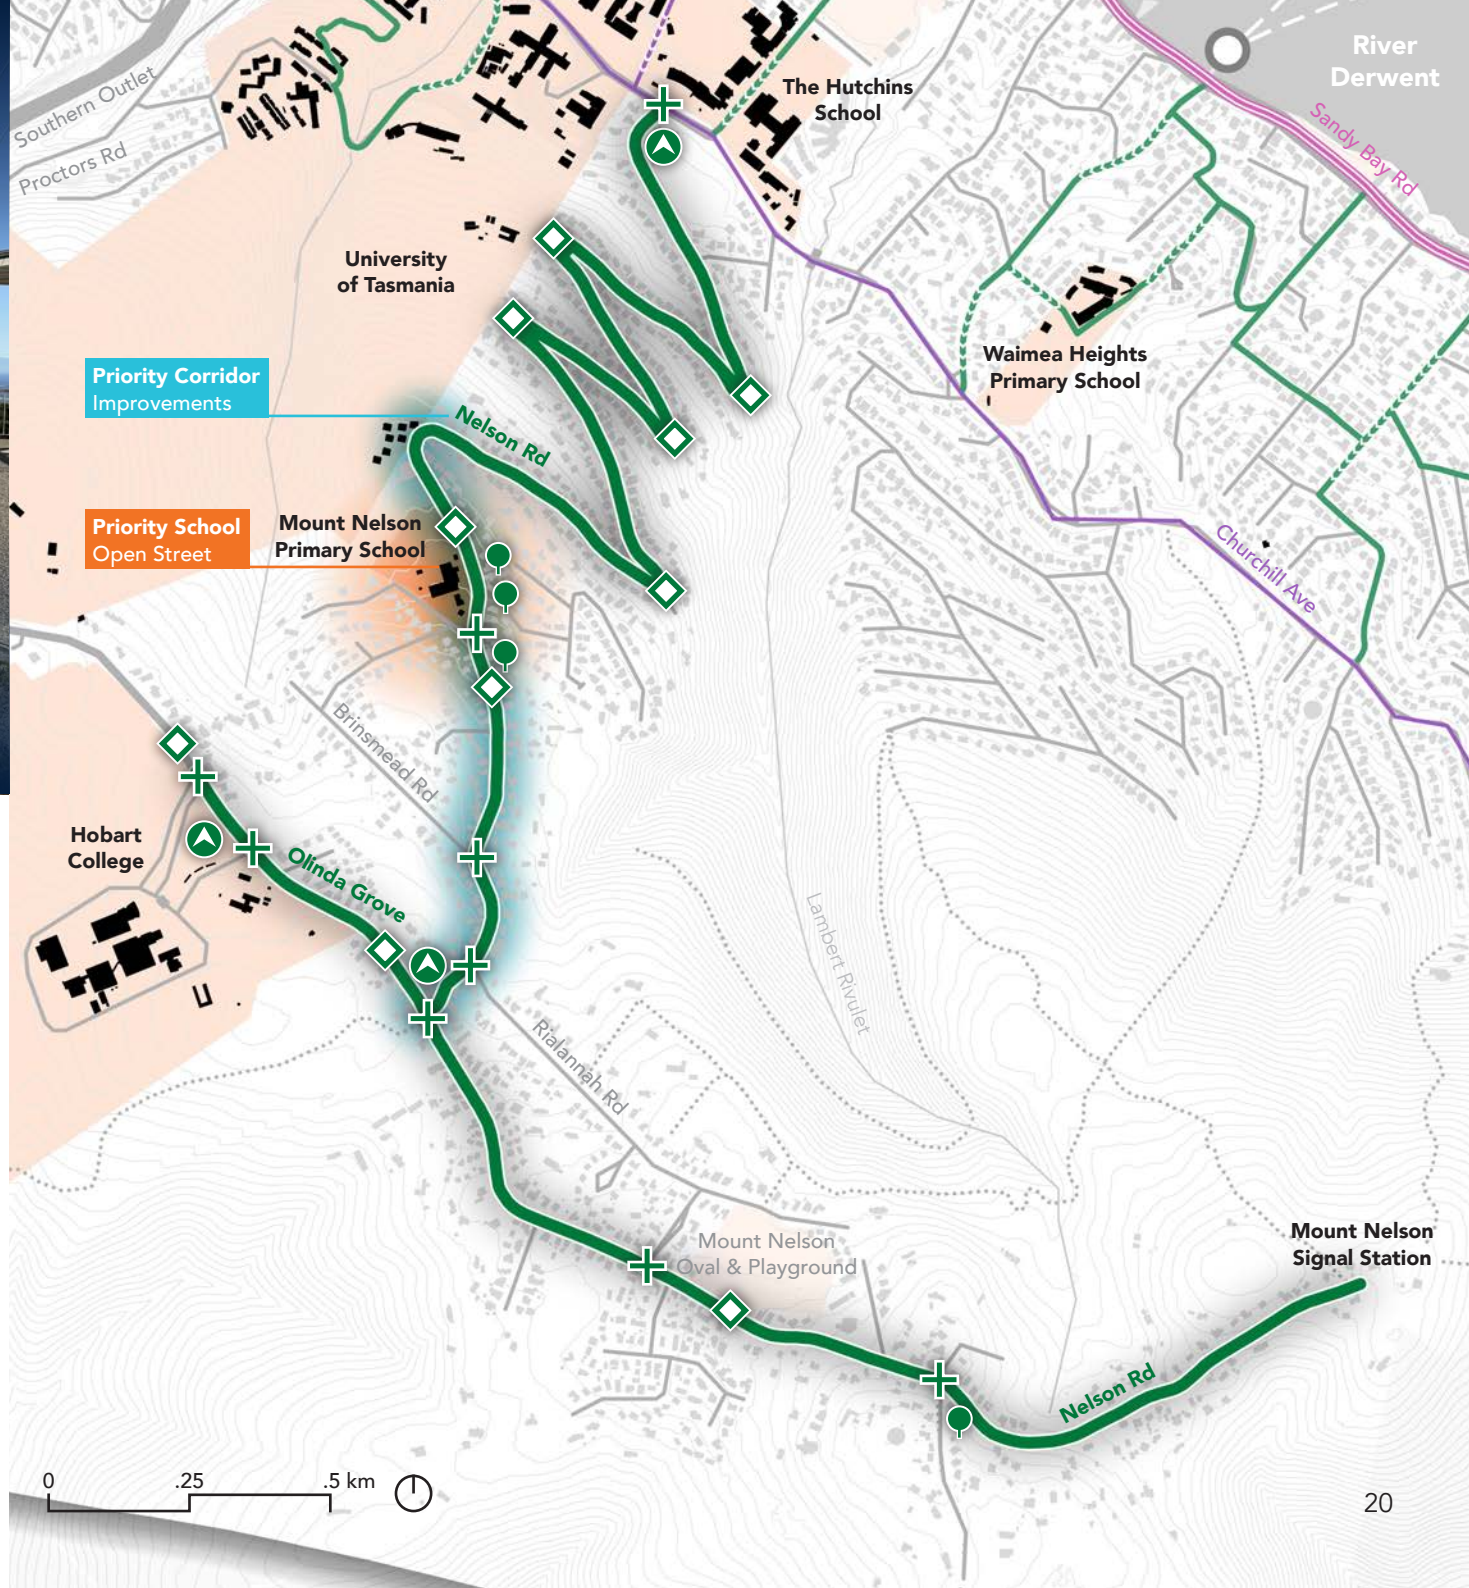 River
Derwent
The Hutchins
School
Southern Outlet
Sandy Bay Rd
Proctors Rd
University
of Tasmania
Waimea Heights
Primary School
Priority Corridor
Improvements
Nelson Rd
Priority School
Open Street
Mount Nelson
Primary School
Churchill Ave
Brinsmead Rd
Hobart
College
Olinda Grove
Lambert Rivulet
Rialannah Rd
Mount Nelson
Oval & Playground
Mount Nelson
Signal Station
Nelson Rd
0 .25 .5 km
20